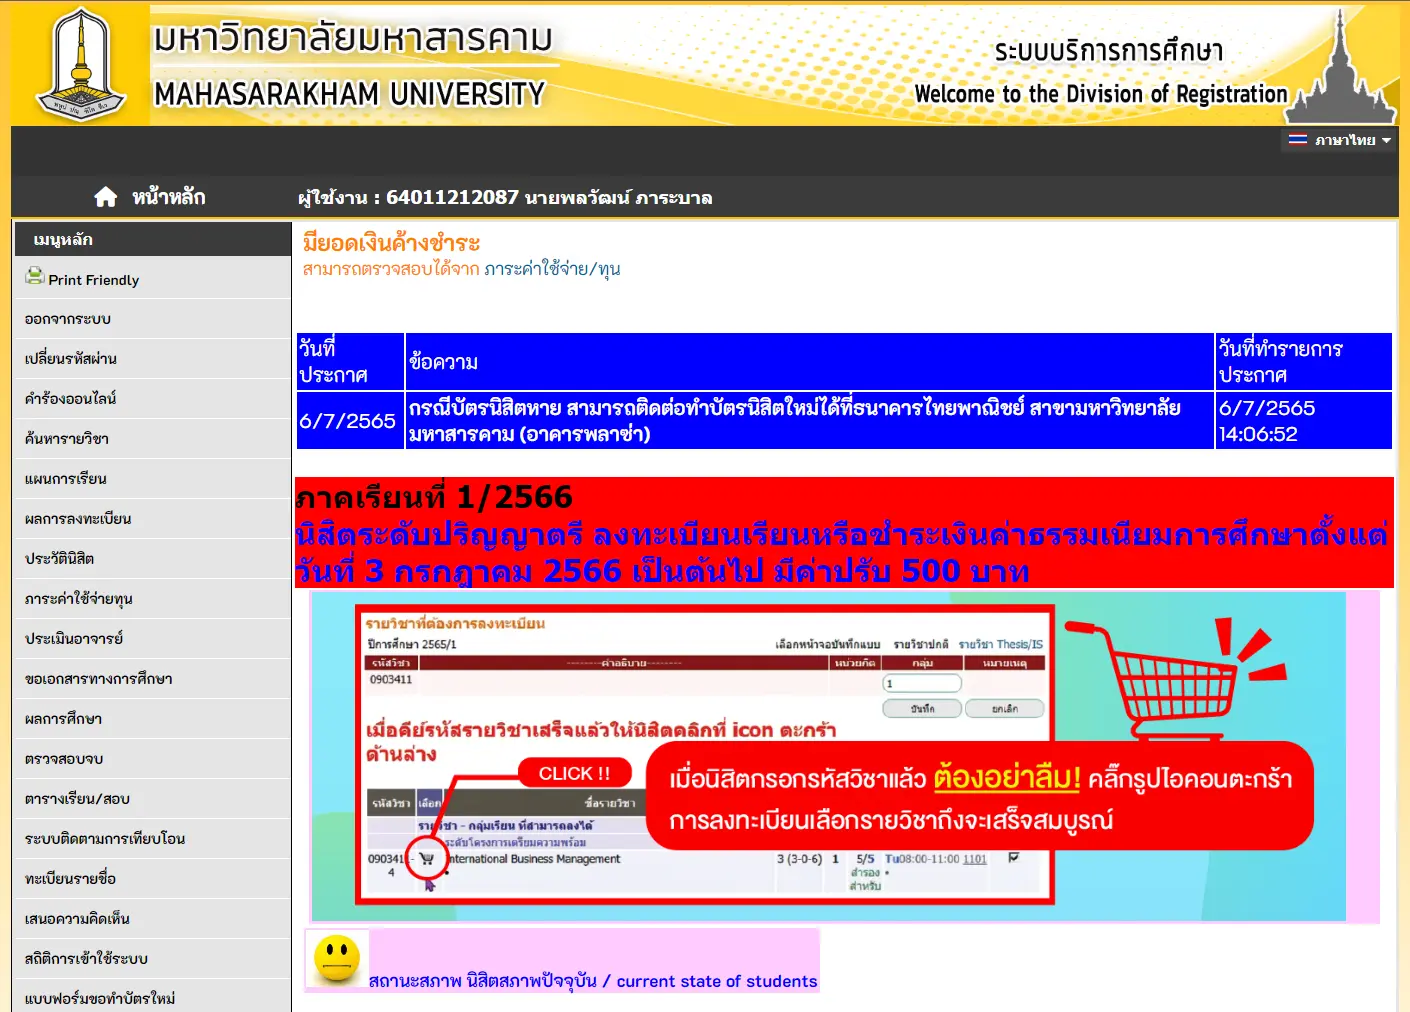 มหาวิทยาลัยมหาสารคาม
MAHASARAKHAM UNIVERSITY
ระบบบริการการศึกษา
Welcome to the Division of Registration
ภาษาไทย
หน้าหลัก
ผู้ใช้งาน : 64011212087 นายพลวัฒน์ ภาระบาล
เมนูหลัก
Print Friendly
ออกจากระบบ
เปลี่ยนรหัสผ่าน
คำร้องออนไลน์
ค้นหารายวิชา
แผนการเรียน
ผลการลงทะเบียน
ประวัตินิสิต
ภาระค่าใช้จ่ายทุน
ประเมินอาจารย์
ขอเอกสารทางการศึกษา
ผลการศึกษา
ตรวจสอบจบ
ตารางเรียน/สอบ
ระบบติดตามการเทียบโอน
ทะเบียนรายชื่อ
เสนอความคิดเห็น
สถิติการเข้าใช้ระบบ
แบบฟอร์มขอทำบัตรใหม่
มียอดเงินค้างชำระ
สามารถตรวจสอบได้จาก ภาระค่าใช้จ่าย/ทุน
วันที่
ประกาศ
ข้อความ
วันที่ทำรายการ
ประกาศ
6/7/2565
กรณีบัตรนิสิตหาย สามารถติดต่อทำบัตรนิสิตใหม่ได้ที่ธนาคารไทยพาณิชย์ สาขามหาวิทยาลัย
มหาสารคาม (อาคารพลาซ่า)
6/7/2565
14:06:52
ภาคเรียนที่ 1/2566
นิสิตระดับปริญญาตรี ลงทะเบียนเรียนหรือชำระเงินค่าธรรมเนียมการศึกษาตั้งแต่
วันที่ 3 กรกฎาคม 2566 เป็นต้นไป มีค่าปรับ 500 บาท
รายวิชาที่ต้องการลงทะเบียน
ปีการศึกษา 2565/1
เลือกหน้าจอบันทึกแบบ รายวิชาปกติ รายวิชา Thesis/IS
รหัสวิชา --------คำอธิบาย-------- หน่วยกิต กลุ่ม หมายเหตุ
0903411
1
บันทึก ยกเลิก
เมื่อคีย์รหัสรายวิชาเสร็จแล้วให้นิสิตคลิกที่ icon ตะกร้า
ด้านล่าง
CLICK !!
เมื่อนิสิตกรอกรหัสวิชาแล้ว ต้องอย่าลืม! คลิ๊กรูปไอคอนตะกร้า
การลงทะเบียนเลือกรายวิชาถึงจะเสร็จสมบูรณ์
รหัสวิชา เลือก ชื่อรายวิชา
รายวิชา - กลุ่มเรียน ที่สามารถลงได้
ระดับโครงการเตรียมความพร้อม
0903411-
4
International Business Management
3 (3-0-6) 1 5/5 Tu08:00-11:00 1101
สำรอง
สำหรับ
สถานะสภาพ นิสิตสภาพปัจจุบัน / current state of students